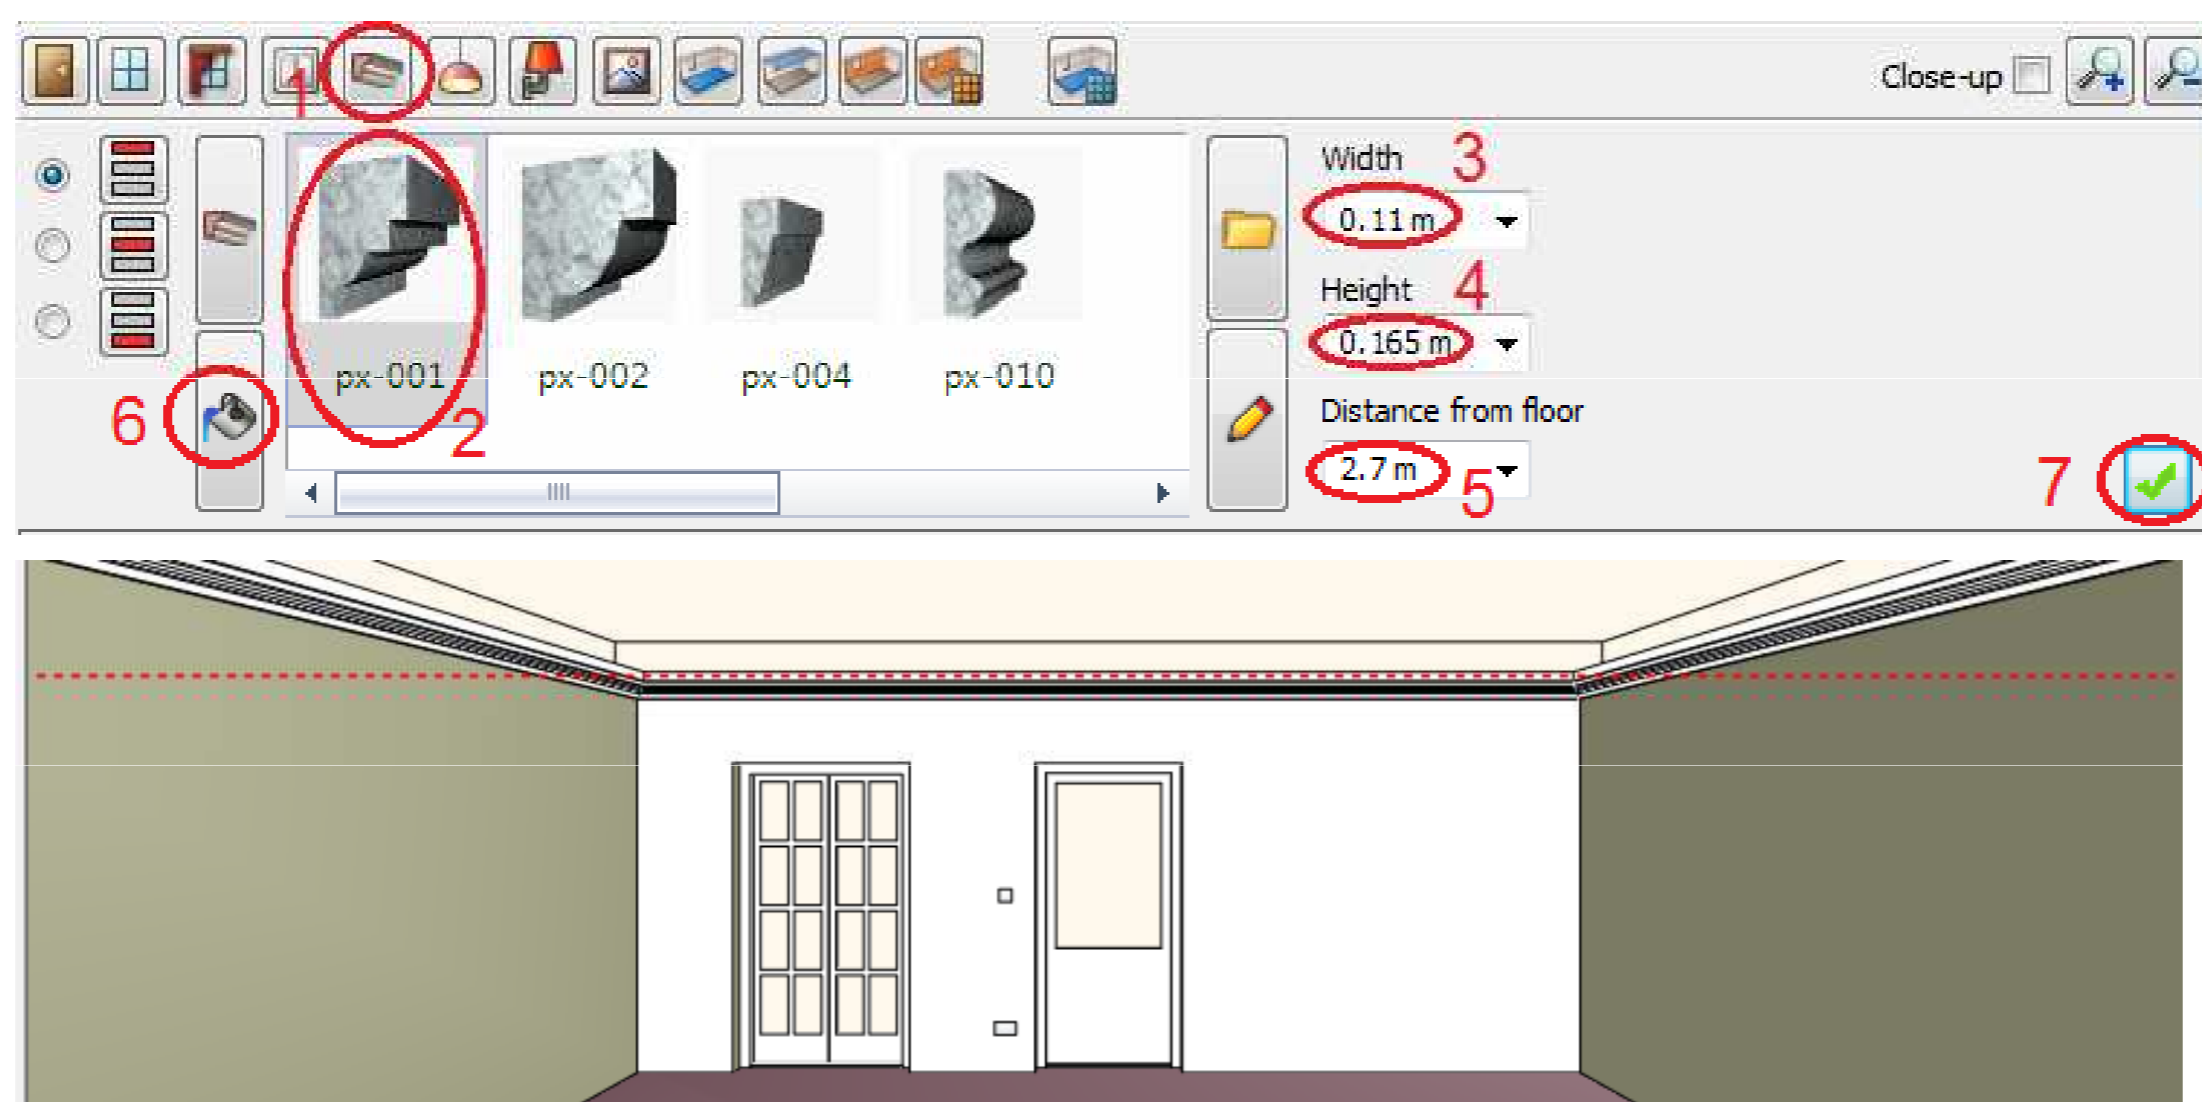 Close-up
1
Width 3
0.11 m
Height 4
0.165 m
px-001 px-002 px-004 px-010
6
2
Distance from floor
2.7 m 5
7